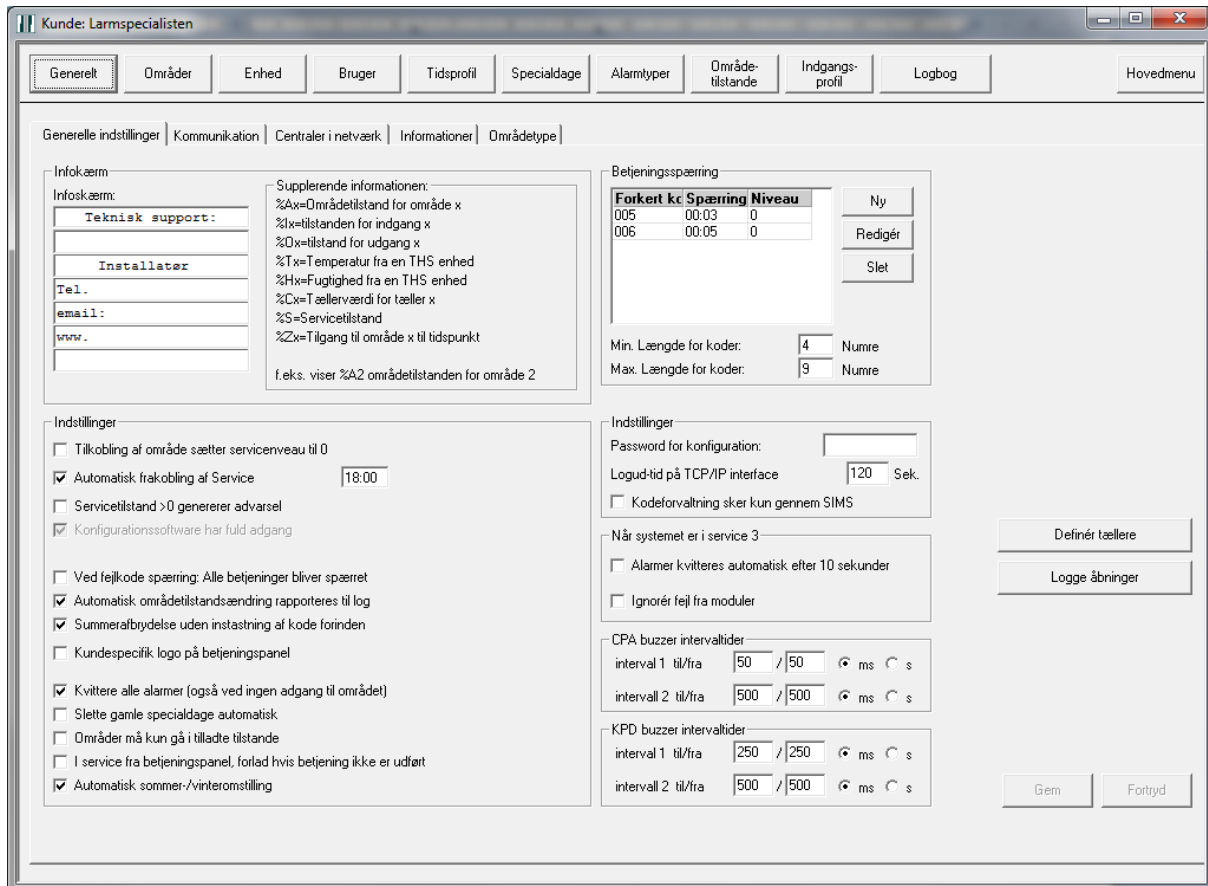 Kunde: Larmspecialisten
Generelt
Områder
Enhed
Bruger
Tidsprofil
Specialdage
Alarmtyper
Område-
tilstande
Indgangs-
profil
Logbog
Hovedmenu
Generelle indstillinger
Kommunikation
Centraler i netværk
Informationer
Områdetype
Infokærm
Infoskærm:
Teknisk support:
Installatør
Tel.
email:
www.
Supplerende informationen:
%Ax=Områdetilstand for område x
%Ix=tilstanden for indgang x
%Ox=tilstand for udgang x
%Tx=Temperatur fra en THS enhed
%Hx=Fugtighed fra en THS enhed
%Cx=Tællerværdi for tæller x
%S=Servicetilstand
%Zx=Tilgang til område x til tidspunkt
f.eks. viser %A2 områdetilstanden for område 2
Betjeningsspærring
Forkert kc Spærring Niveau
005 00:03 0
006 00:05 0
Ny
Redigér
Slet
Min. Længde for koder: 4 Numre
Max. Længde for koder: 9 Numre
Indstillinger
Tilkobling af område sætter servicenveau til 0
Automatisk frakobling af Service 18:00
Servicetilstand >0 genererer advarsel
Konfigurationssoftware har fuld adgang
Ved fejlkode spærring: Alle betjeninger bliver spærret
Automatisk områdetilstandsændring rapporteres til log
Summerafbrydelse uden instastning af kode forinden
Kundespecifik logo på betjeningspanel
Kvittere alle alarmer (også ved ingen adgang til området)
Slette gamle specialdage automatisk
Områder må kun gå i tilladte tilstande
I service fra betjeningspanel, forlad hvis betjening ikke er udført
Automatisk sommer-/vinteromstilling
Indstillinger
Password for konfiguration:
Logud-tid på TCP/IP interface 120 Sek.
Kodeforvaltning sker kun gennem SIMS
Når systemet er i service 3
Alarmer kvitteres automatisk efter 10 sekunder
Ignorér fejl fra moduler
CPA buzzer intervaltider
interval 1 til/fra 50 / 50 ms s
intervall 2 til/fra 500 / 500 ms s
KPD buzzer intervaltider
interval 1 til/fra 250 / 250 ms s
intervall 2 til/fra 500 / 500 ms s
Definér tællere
Logge åbninger
Gem
Fortryd